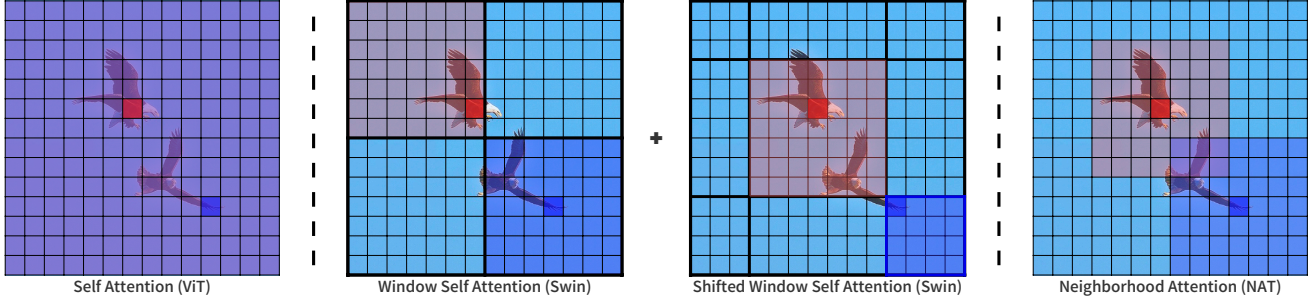 +
Self Attention (ViT)
Window Self Attention (Swin)
Shifted Window Self Attention (Swin)
Neighborhood Attention (NAT)